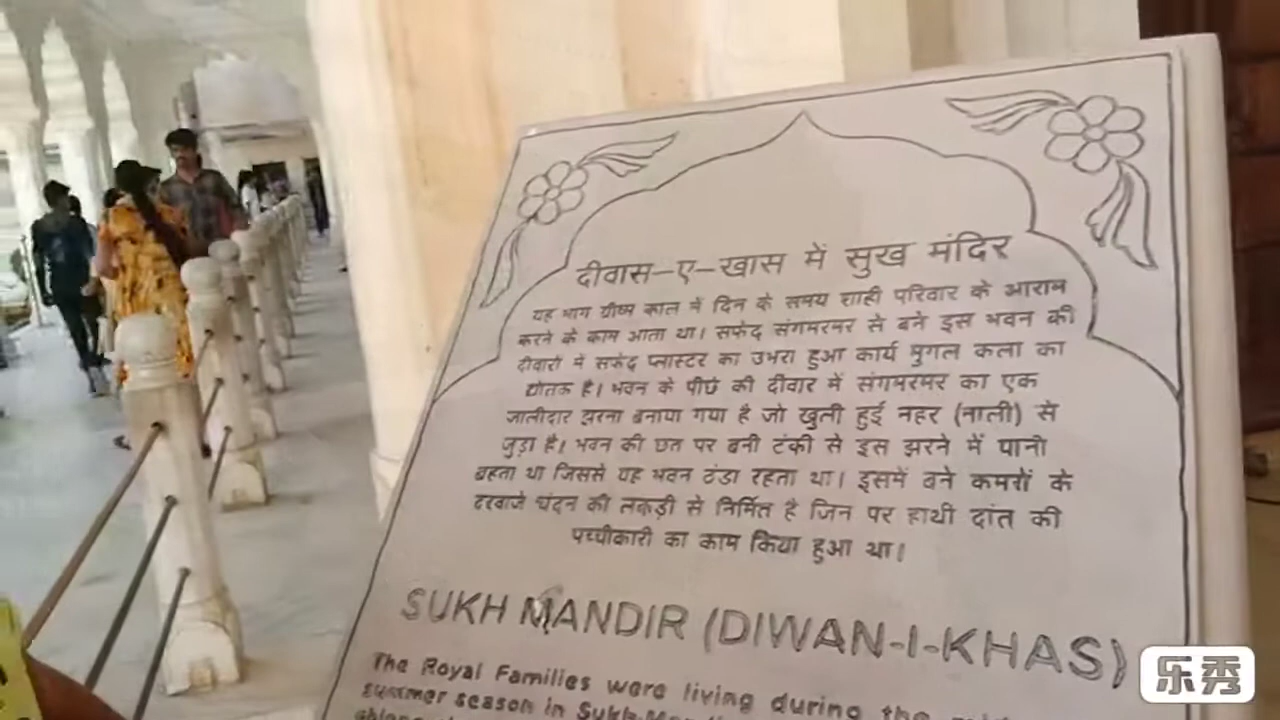 दीवास-ए-खास में सुख मंदिर
यह भाग ग्रीष्म काल में दिन के समय शाही परिवार के आराम
करने के काम आता था। सफेद संगमरमर से बने इस भवन की
दीवारों में सफेद प्लास्टर का उभरा हुआ कार्य मुगल कला का
द्योतक है। भवन के पीछे की दीवार में संगमरमर का एक
जालीदार झरना बनाया गया है जो खुली हुई नहर (नाली) से
जुड़ा है। भवन की छत पर बनी टंकी से इस झरने में पानी
बहता था जिससे यह भवन ठंडा रहता था। इसमें बने कमरों के
दरवाजे चंदन की लकड़ी से निर्मित है जिन पर हाथी दांत की
पच्चीकारी का काम किया हुआ था।
SUKH MANDIR (DIWAN-I-KHAS)
The Royal Families were living during the
summer season in Sukh
乐秀